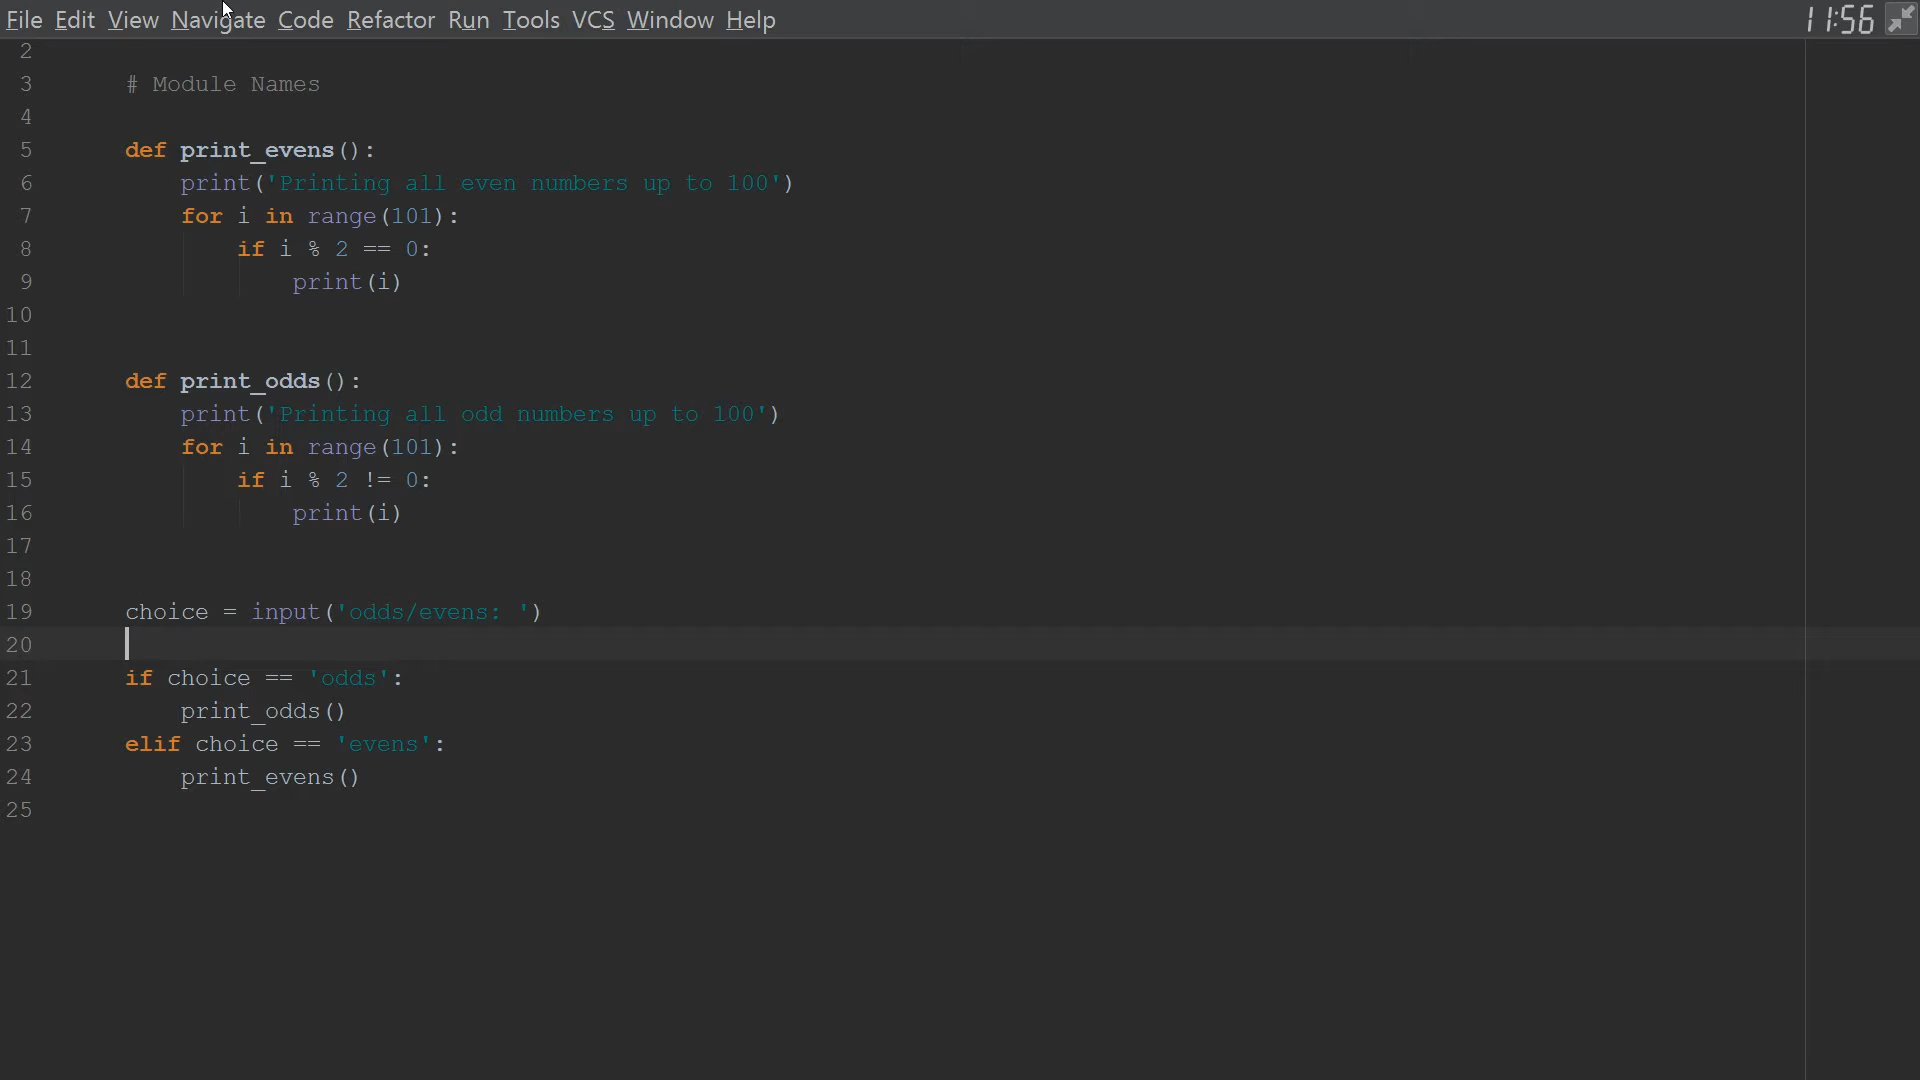 File Edit View Navigate Code Refactor Run Tools VCS Window Help 11:56
2
3 # Module Names
4
5 def print_evens():
6     print('Printing all even numbers up to 100')
7     for i in range(101):
8         if i % 2 == 0:
9             print(i)
10
11
12 def print_odds():
13     print('Printing all odd numbers up to 100')
14     for i in range(101):
15         if i % 2 != 0:
16             print(i)
17
18
19 choice = input('odds/evens: ')
20
21 if choice == 'odds':
22     print_odds()
23 elif choice == 'evens':
24     print_evens()
25